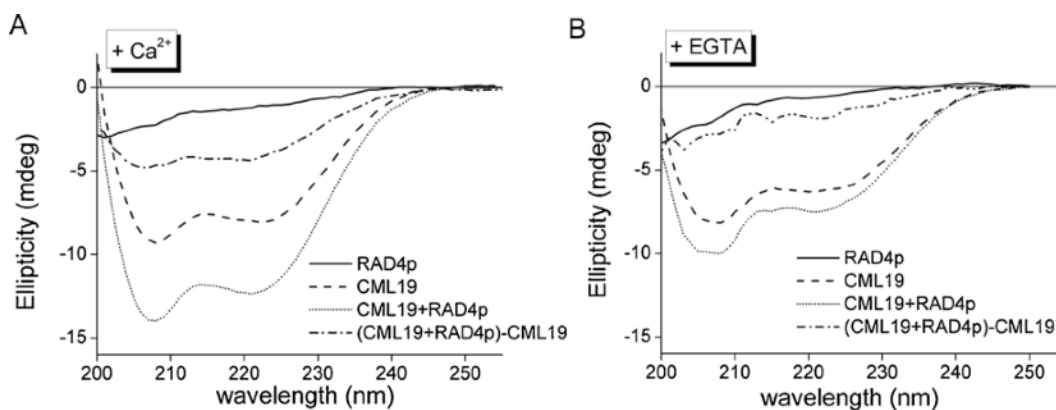 A
+ Ca²⁺
0
-5
-10
-15
Ellipticity (mdeg)
RAD4p
CML19
CML19+RAD4p
(CML19+RAD4p)-CML19
200 210 220 230 240 250
wavelength (nm)
B
+ EGTA
0
-5
-10
-15
Ellipticity (mdeg)
RAD4p
CML19
CML19+RAD4p
(CML19+RAD4p)-CML19
200 210 220 230 240 250
wavelength (nm)